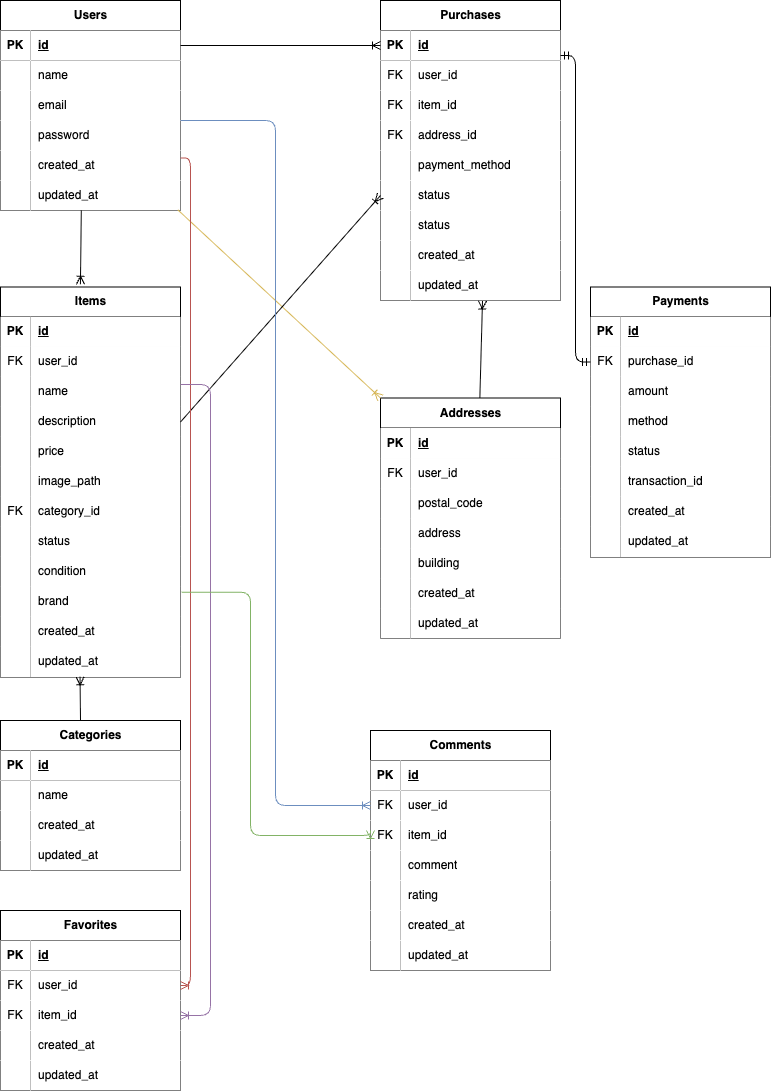 Users
PK id
name
email
password
created_at
updated_at
Purchases
PK id
FK user_id
FK item_id
FK address_id
payment_method
status
status
created_at
updated_at
Items
PK id
FK user_id
name
description
price
image_path
FK category_id
status
condition
brand
created_at
updated_at
Payments
PK id
FK purchase_id
amount
method
status
transaction_id
created_at
updated_at
Addresses
PK id
FK user_id
postal_code
address
building
created_at
updated_at
Categories
PK id
name
created_at
updated_at
Comments
PK id
FK user_id
FK item_id
comment
rating
created_at
updated_at
Favorites
PK id
FK user_id
FK item_id
created_at
updated_at